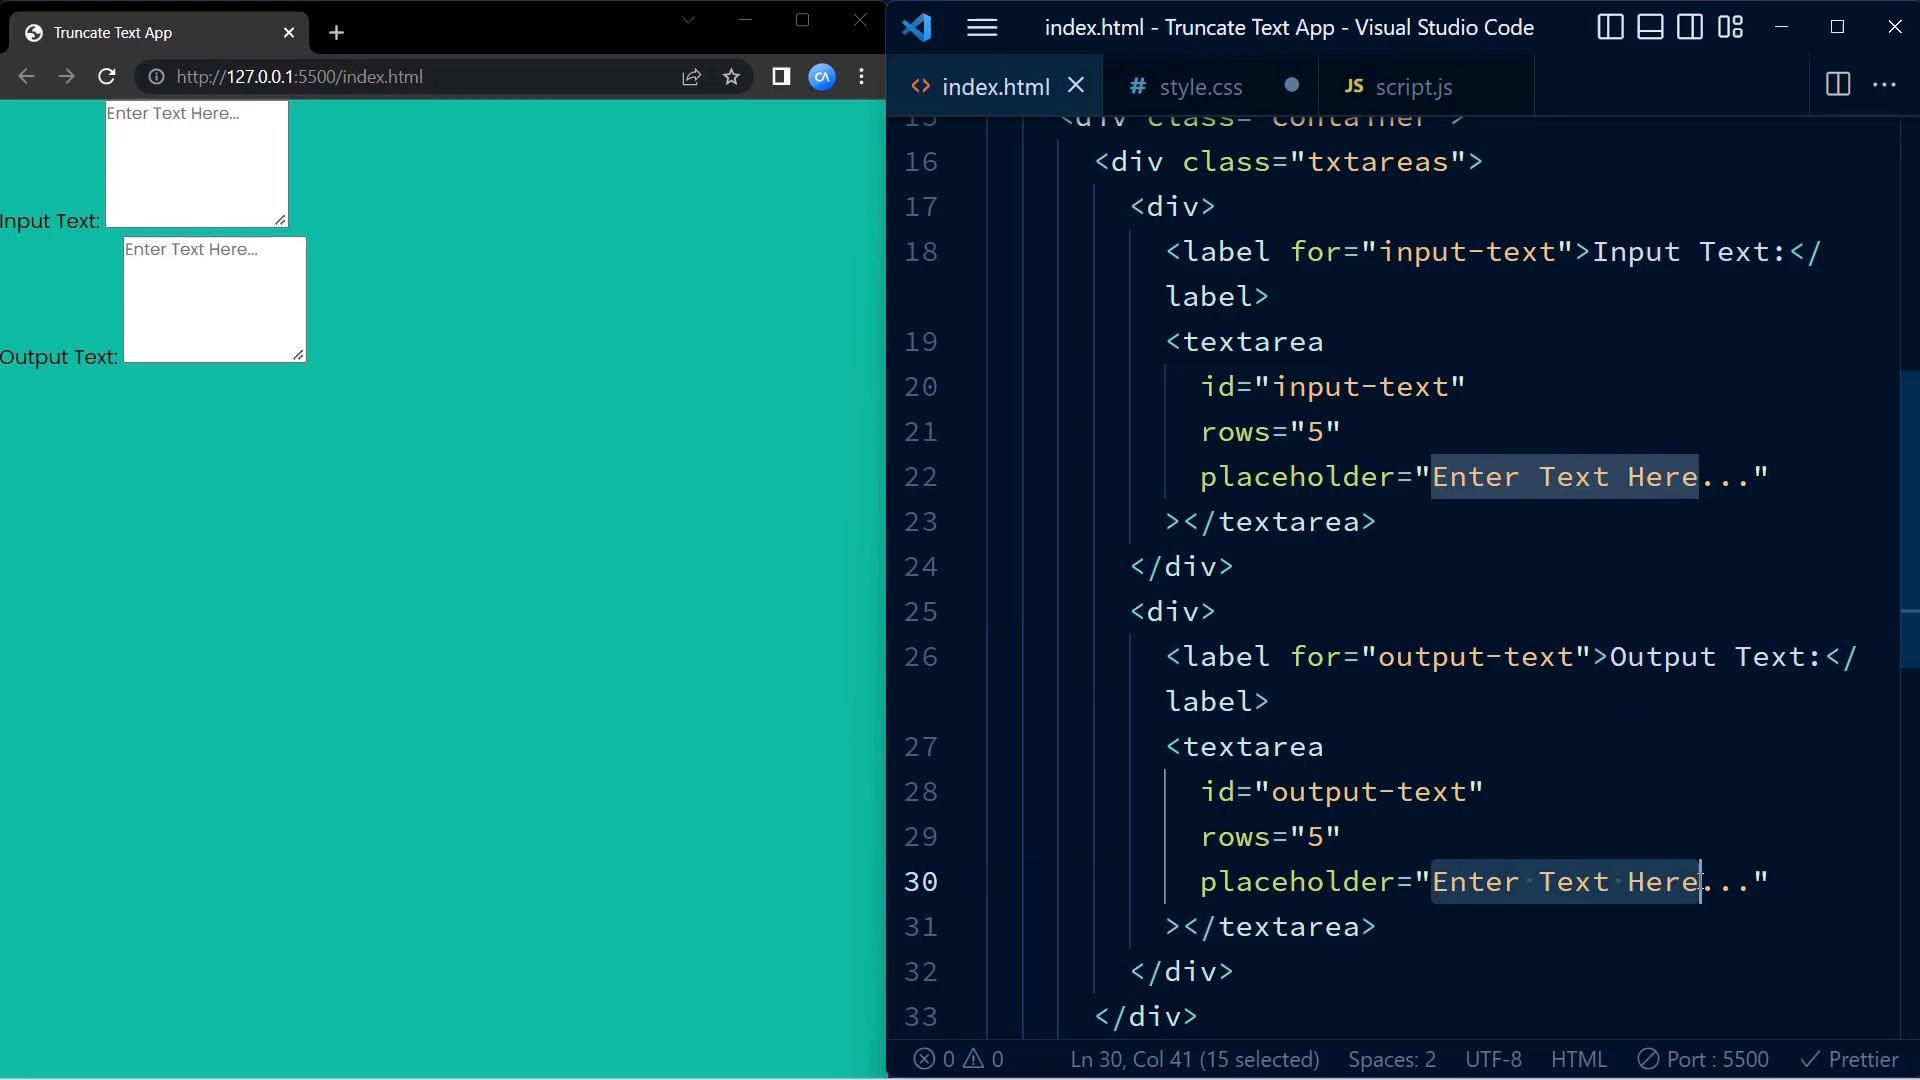 Truncate Text App
http://127.0.0.1:5500/index.html
CA
Enter Text Here...
Input Text:
Enter Text Here...
Output Text:
index.html - Truncate Text App - Visual Studio Code
index.html
# style.css
JS script.js
15 <div class="container">
16 <div class="txtareas">
17 <div>
18 <label for="input-text">Input Text:</
label>
19 <textarea
20 id="input-text"
21 rows="5"
22 placeholder="Enter Text Here..."
23 ></textarea>
24 </div>
25 <div>
26 <label for="output-text">Output Text:</
label>
27 <textarea
28 id="output-text"
29 rows="5"
30 placeholder="Enter Text Here..."
31 ></textarea>
32 </div>
33 </div>
0 0 Ln 30, Col 41 (15 selected) Spaces: 2 UTF-8 HTML Port : 5500 Prettier